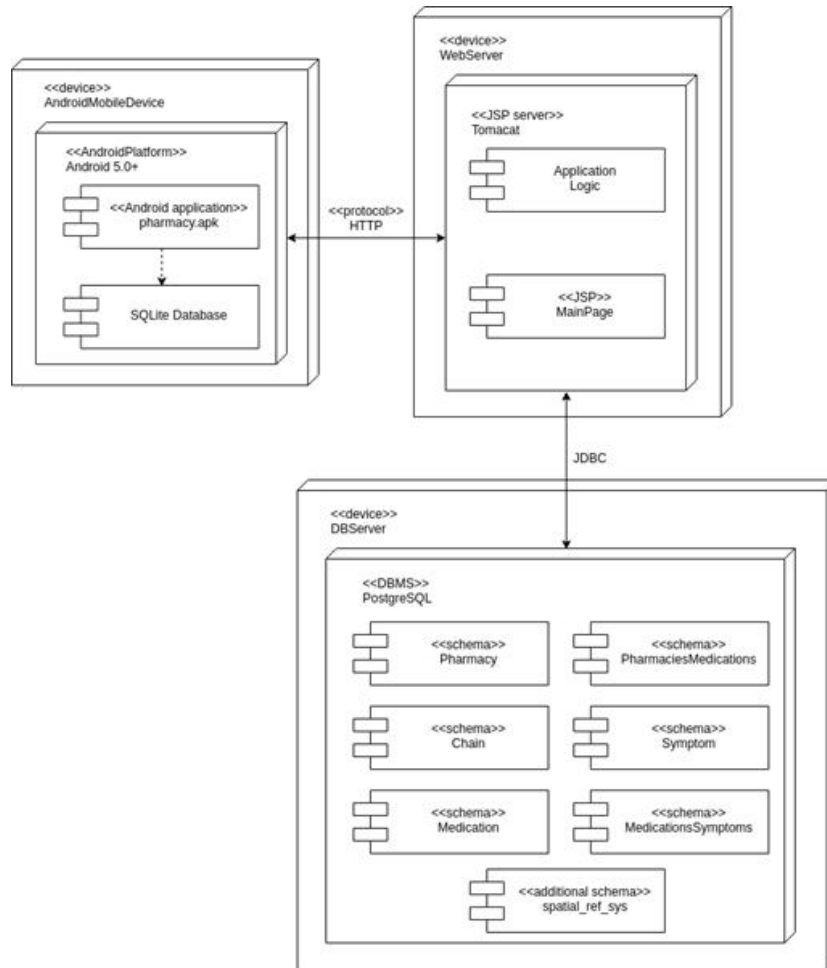 <<device>>
AndroidMobileDevice
<<AndroidPlatform>>
Android 5.0+
<<Android application>>
pharmacy.apk
SQLite Database
<<protocol>>
HTTP
<<device>>
WebServer
<<JSP server>>
Tomacat
Application
Logic
<<JSP>>
MainPage
JDBC
<<device>>
DBServer
<<DBMS>>
PostgreSQL
<<schema>>
Pharmacy
<<schema>>
PharmaciesMedications
<<schema>>
Chain
<<schema>>
Symptom
<<schema>>
Medication
<<schema>>
MedicationsSymptoms
<<additional schema>>
spatial_ref_sys